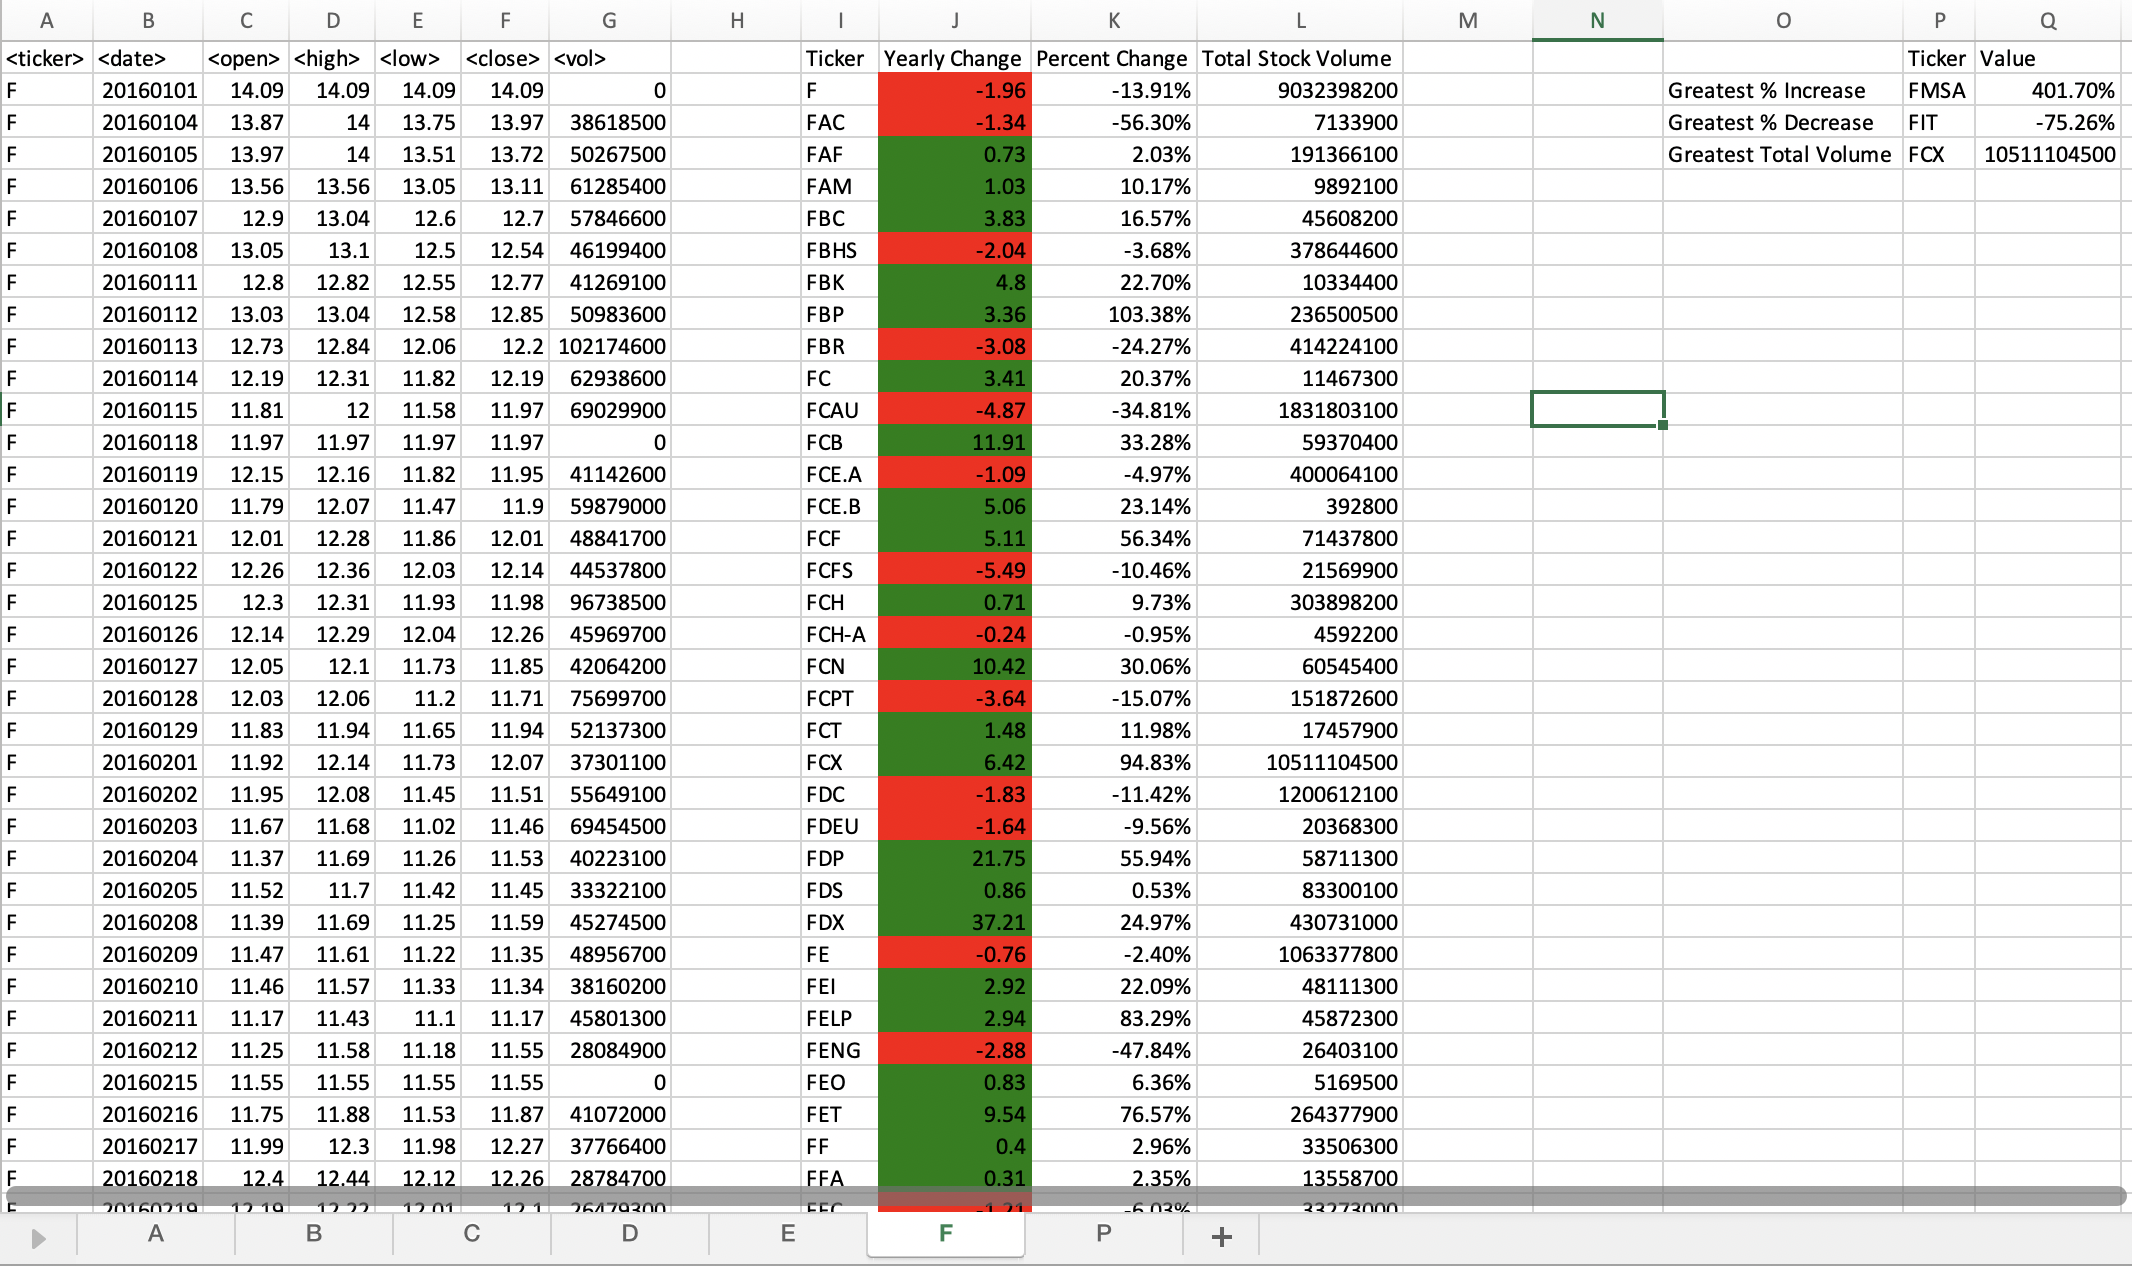 A B C D E F G H I J K L M N O P Q
<ticker> <date> <open> <high> <low> <close> <vol> Ticker Yearly Change Percent Change Total Stock Volume Ticker Value
F 20160101 14.09 14.09 14.09 14.09 0 F -1.96 -13.91% 9032398200 Greatest % Increase FMSA 401.70%
F 20160104 13.87 14 13.75 13.97 38618500 FAC -1.34 -56.30% 7133900 Greatest % Decrease FIT -75.26%
F 20160105 13.97 14 13.51 13.72 50267500 FAF 0.73 2.03% 191366100 Greatest Total Volume FCX 10511104500
F 20160106 13.56 13.56 13.05 13.11 61285400 FAM 1.03 10.17% 9892100
F 20160107 12.9 13.04 12.6 12.7 57846600 FBC 3.83 16.57% 45608200
F 20160108 13.05 13.1 12.5 12.54 46199400 FBHS -2.04 -3.68% 378644600
F 20160111 12.8 12.82 12.55 12.77 41269100 FBK 4.8 22.70% 10334400
F 20160112 13.03 13.04 12.58 12.85 50983600 FBP 3.36 103.38% 236500500
F 20160113 12.73 12.84 12.06 12.2 102174600 FBR -3.08 -24.27% 414224100
F 20160114 12.19 12.31 11.82 12.19 62938600 FC 3.41 20.37% 11467300
F 20160115 11.81 12 11.58 11.97 69029900 FCAU -4.87 -34.81% 1831803100
F 20160118 11.97 11.97 11.97 11.97 0 FCB 11.91 33.28% 59370400
F 20160119 12.15 12.16 11.82 11.95 41142600 FCE.A -1.09 -4.97% 400064100
F 20160120 11.79 12.07 11.47 11.9 59879000 FCE.B 5.06 23.14% 392800
F 20160121 12.01 12.28 11.86 12.01 48841700 FCF 5.11 56.34% 71437800
F 20160122 12.26 12.36 12.03 12.14 44537800 FCFS -5.49 -10.46% 21569900
F 20160125 12.3 12.31 11.93 11.98 96738500 FCH 0.71 9.73% 303898200
F 20160126 12.14 12.29 12.04 12.26 45969700 FCH-A -0.24 -0.95% 4592200
F 20160127 12.05 12.1 11.73 11.85 42064200 FCN 10.42 30.06% 60545400
F 20160128 12.03 12.06 11.2 11.71 75699700 FCPT -3.64 -15.07% 151872600
F 20160129 11.83 11.94 11.65 11.94 52137300 FCT 1.48 11.98% 17457900
F 20160201 11.92 12.14 11.73 12.07 37301100 FCX 6.42 94.83% 10511104500
F 20160202 11.95 12.08 11.45 11.51 55649100 FDC -1.83 -11.42% 1200612100
F 20160203 11.67 11.68 11.02 11.46 69454500 FDEU -1.64 -9.56% 20368300
F 20160204 11.37 11.69 11.26 11.53 40223100 FDP 21.75 55.94% 58711300
F 20160205 11.52 11.7 11.42 11.45 33322100 FDS 0.86 0.53% 83300100
F 20160208 11.39 11.69 11.25 11.59 45274500 FDX 37.21 24.97% 430731000
F 20160209 11.47 11.61 11.22 11.35 48956700 FE -0.76 -2.40% 1063377800
F 20160210 11.46 11.57 11.33 11.34 38160200 FEI 2.92 22.09% 48111300
F 20160211 11.17 11.43 11.1 11.17 45801300 FELP 2.94 83.29% 45872300
F 20160212 11.25 11.58 11.18 11.55 28084900 FENG -2.88 -47.84% 26403100
F 20160215 11.55 11.55 11.55 11.55 0 FEO 0.83 6.36% 5169500
F 20160216 11.75 11.88 11.53 11.87 41072000 FET 9.54 76.57% 264377900
F 20160217 11.99 12.3 11.98 12.27 37766400 FF 0.4 2.96% 33506300
F 20160218 12.4 12.44 12.12 12.26 28784700 FFA 0.31 2.35% 13558700
A B C D E F P +